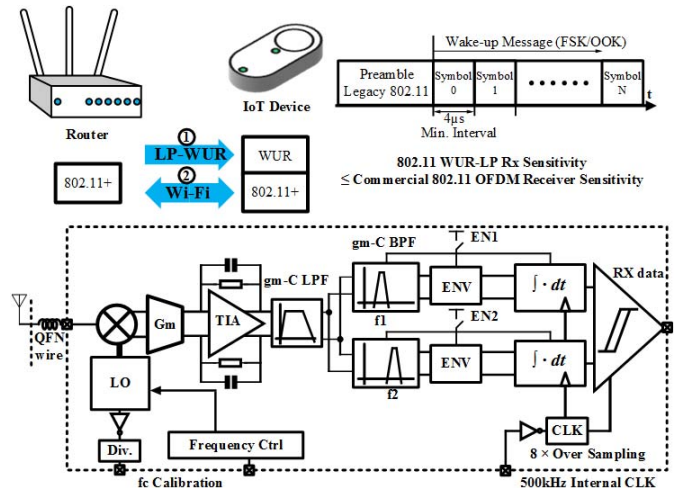 Router
IoT Device
Wake-up Message (FSK/OOK)
Preamble
Legacy 802.11
Symbol
0
Symbol
1
Symbol
N
t
4µs
Min. Interval
1
LP-WUR
2
Wi-Fi
802.11+
WUR
802.11+
802.11 WUR-LP Rx Sensitivity
≤ Commercial 802.11 OFDM Receiver Sensitivity
QFN
wire
Gm
TIA
gm-C LPF
gm-C BPF
f1
f2
ENV
ENV
EN1
EN2
∫ · dt
∫ · dt
RX data
LO
Div.
Frequency Ctrl
CLK
8 × Over Sampling
fc Calibration
500kHz Internal CLK